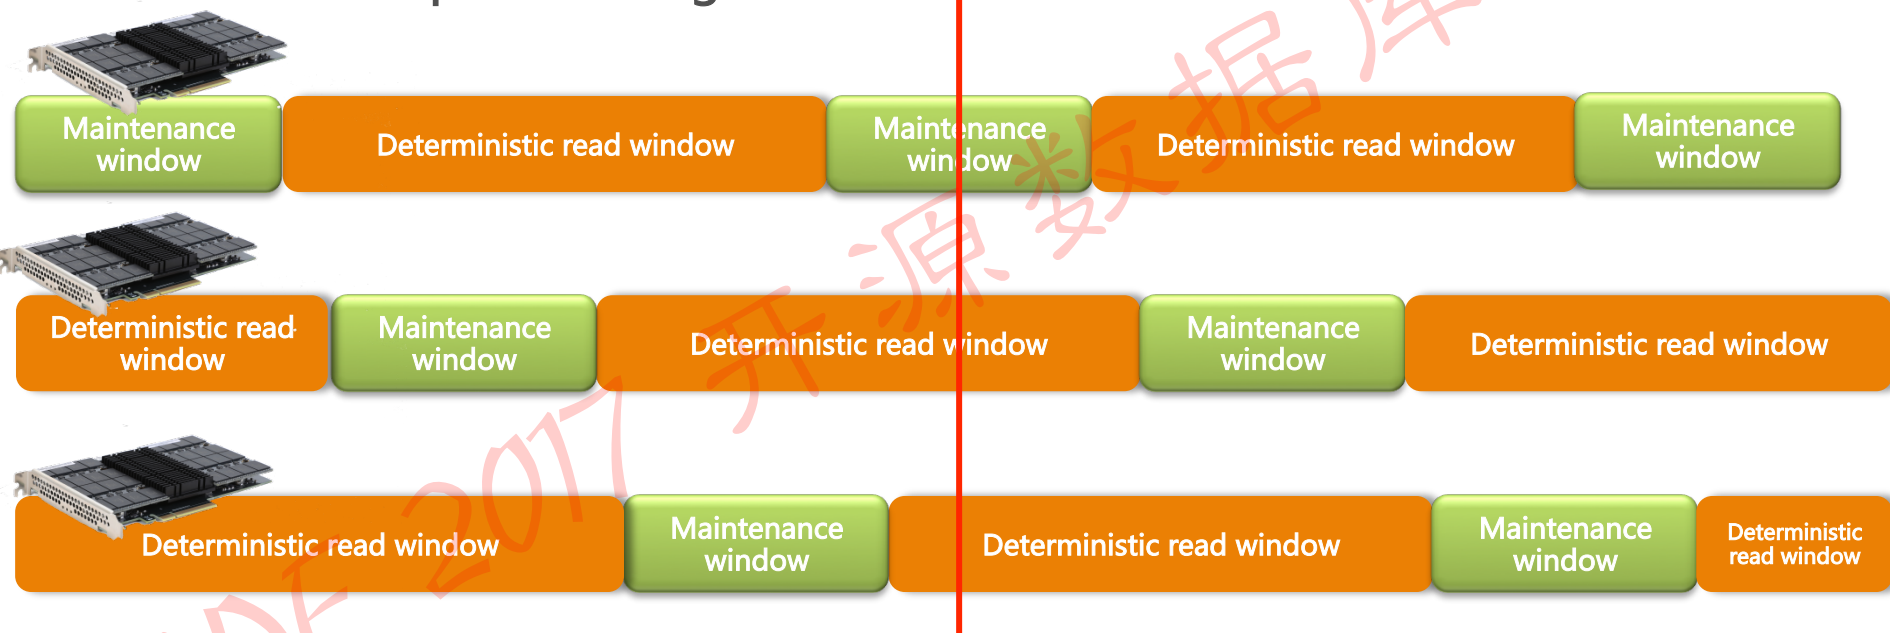 Maintenance
window
Deterministic read window
Maintenance
window
Deterministic read window
Maintenance
window
Deterministic read
window
Maintenance
window
Deterministic read window
Maintenance
window
Deterministic read window
Deterministic read window
Maintenance
window
Deterministic read window
Maintenance
window
Deterministic
read window
2017 开源数据库